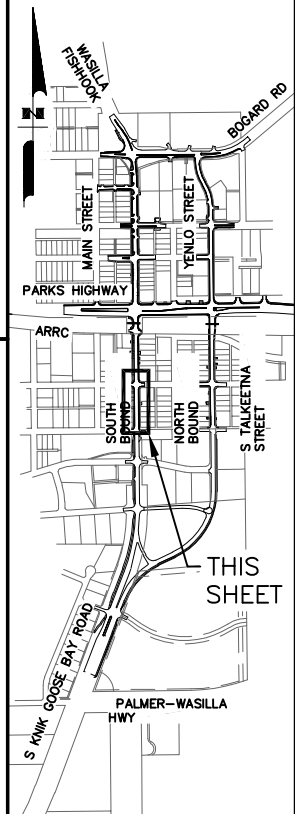 N
WASILLA
FISHHOOK
BOGARD RD
MAIN STREET
YENLO STREET
PARKS HIGHWAY
ARRC
SOUTH
BOUND
NORTH
BOUND
S TALKEETNA
STREET
THIS
SHEET
S KNIK GOOSE BAY ROAD
PALMER-WASILLA
HWY